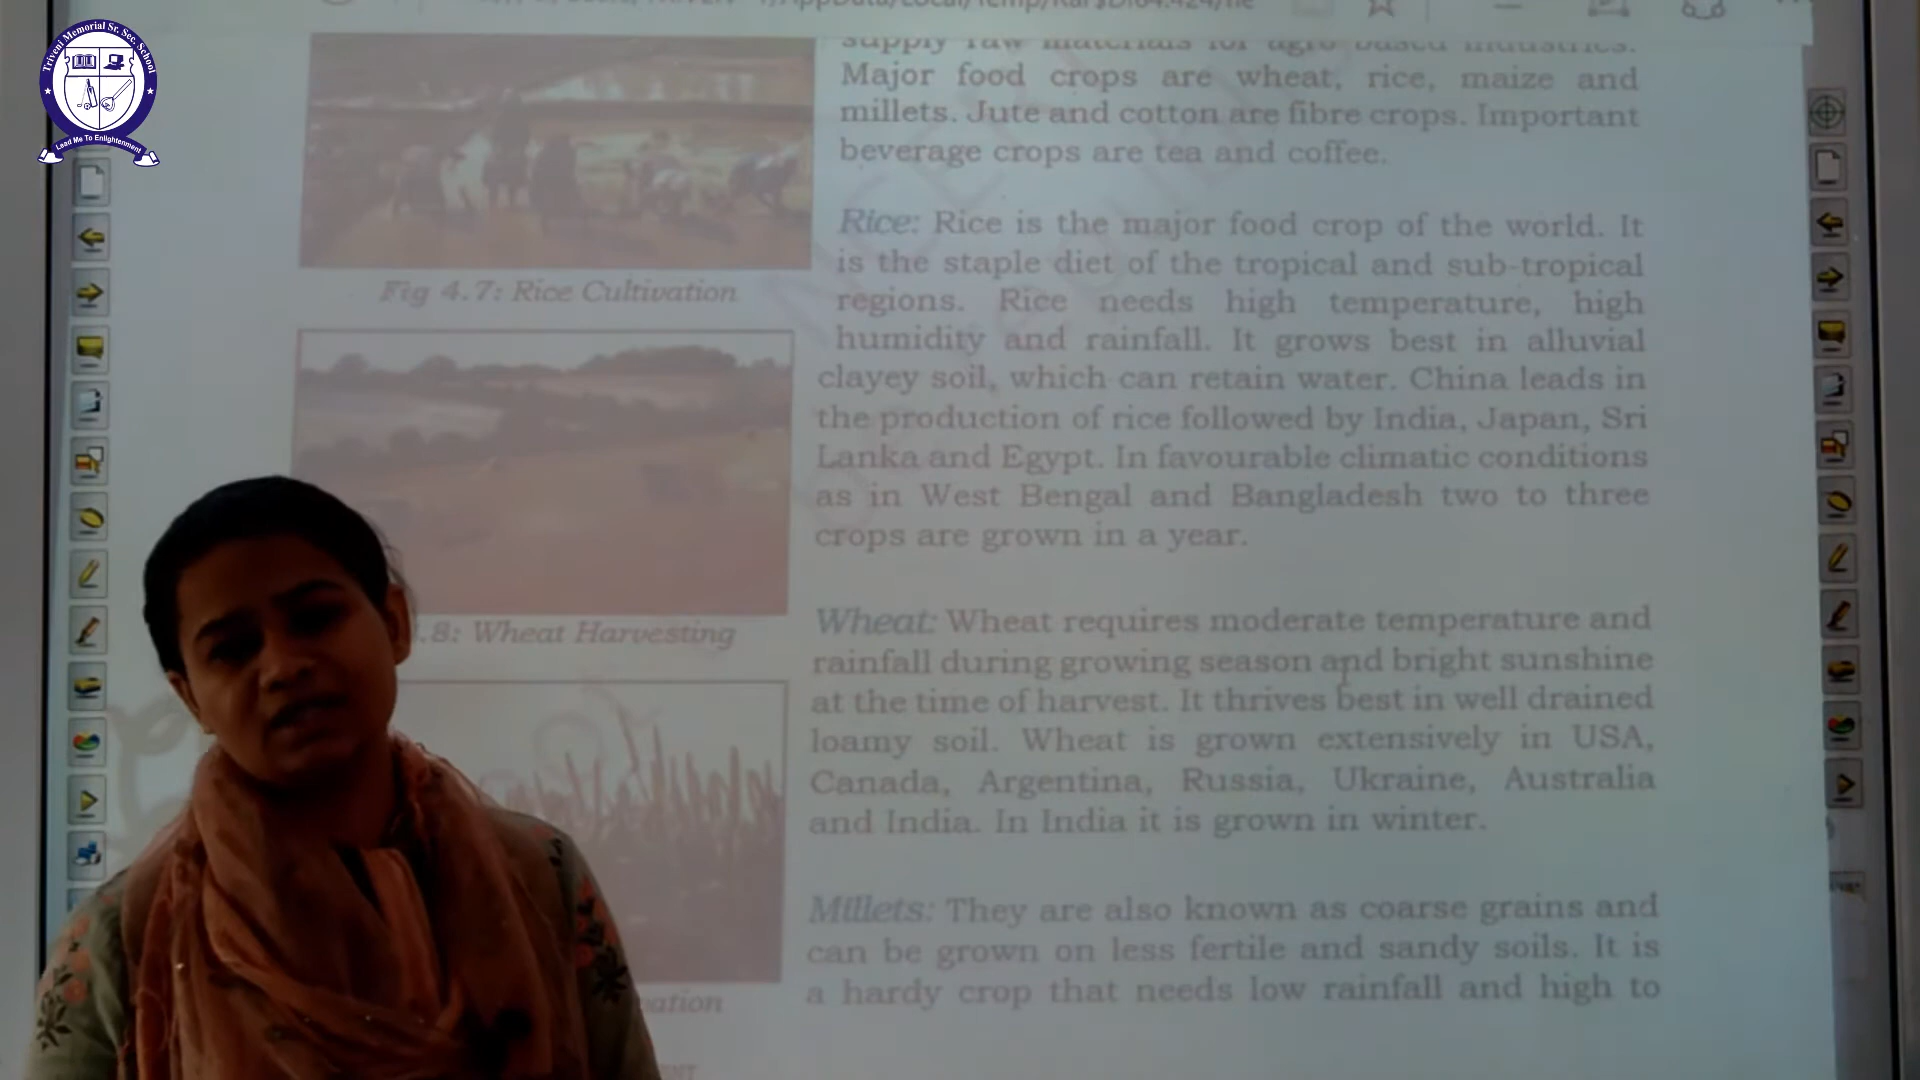 Triveni Memorial Sr. Sec. School
Lead Me To Enlightenment
supply raw materials for agro based industries.
Major food crops are wheat, rice, maize and
millets. Jute and cotton are fibre crops. Important
beverage crops are tea and coffee.
Fig 4.7: Rice Cultivation
Rice: Rice is the major food crop of the world. It
is the staple diet of the tropical and sub-tropical
regions. Rice needs high temperature, high
humidity and rainfall. It grows best in alluvial
clayey soil, which can retain water. China leads in
the production of rice followed by India, Japan, Sri
Lanka and Egypt. In favourable climatic conditions
as in West Bengal and Bangladesh two to three
crops are grown in a year.
.8: Wheat Harvesting
Wheat: Wheat requires moderate temperature and
rainfall during growing season and bright sunshine
at the time of harvest. It thrives best in well drained
loamy soil. Wheat is grown extensively in USA,
Canada, Argentina, Russia, Ukraine, Australia
and India. In India it is grown in winter.
Millets: They are also known as coarse grains and
can be grown on less fertile and sandy soils. It is
a hardy crop that needs low rainfall and high to